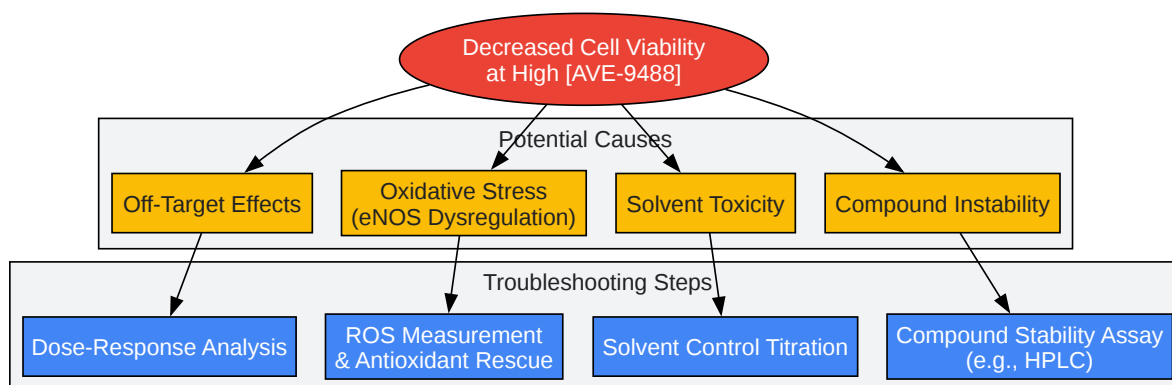 Decreased Cell Viability
at High [AVE-9488]
Potential Causes
Off-Target Effects
Oxidative Stress
(eNOS Dysregulation)
Solvent Toxicity
Compound Instability
Troubleshooting Steps
Dose-Response Analysis
ROS Measurement
& Antioxidant Rescue
Solvent Control Titration
Compound Stability Assay
(e.g., HPLC)